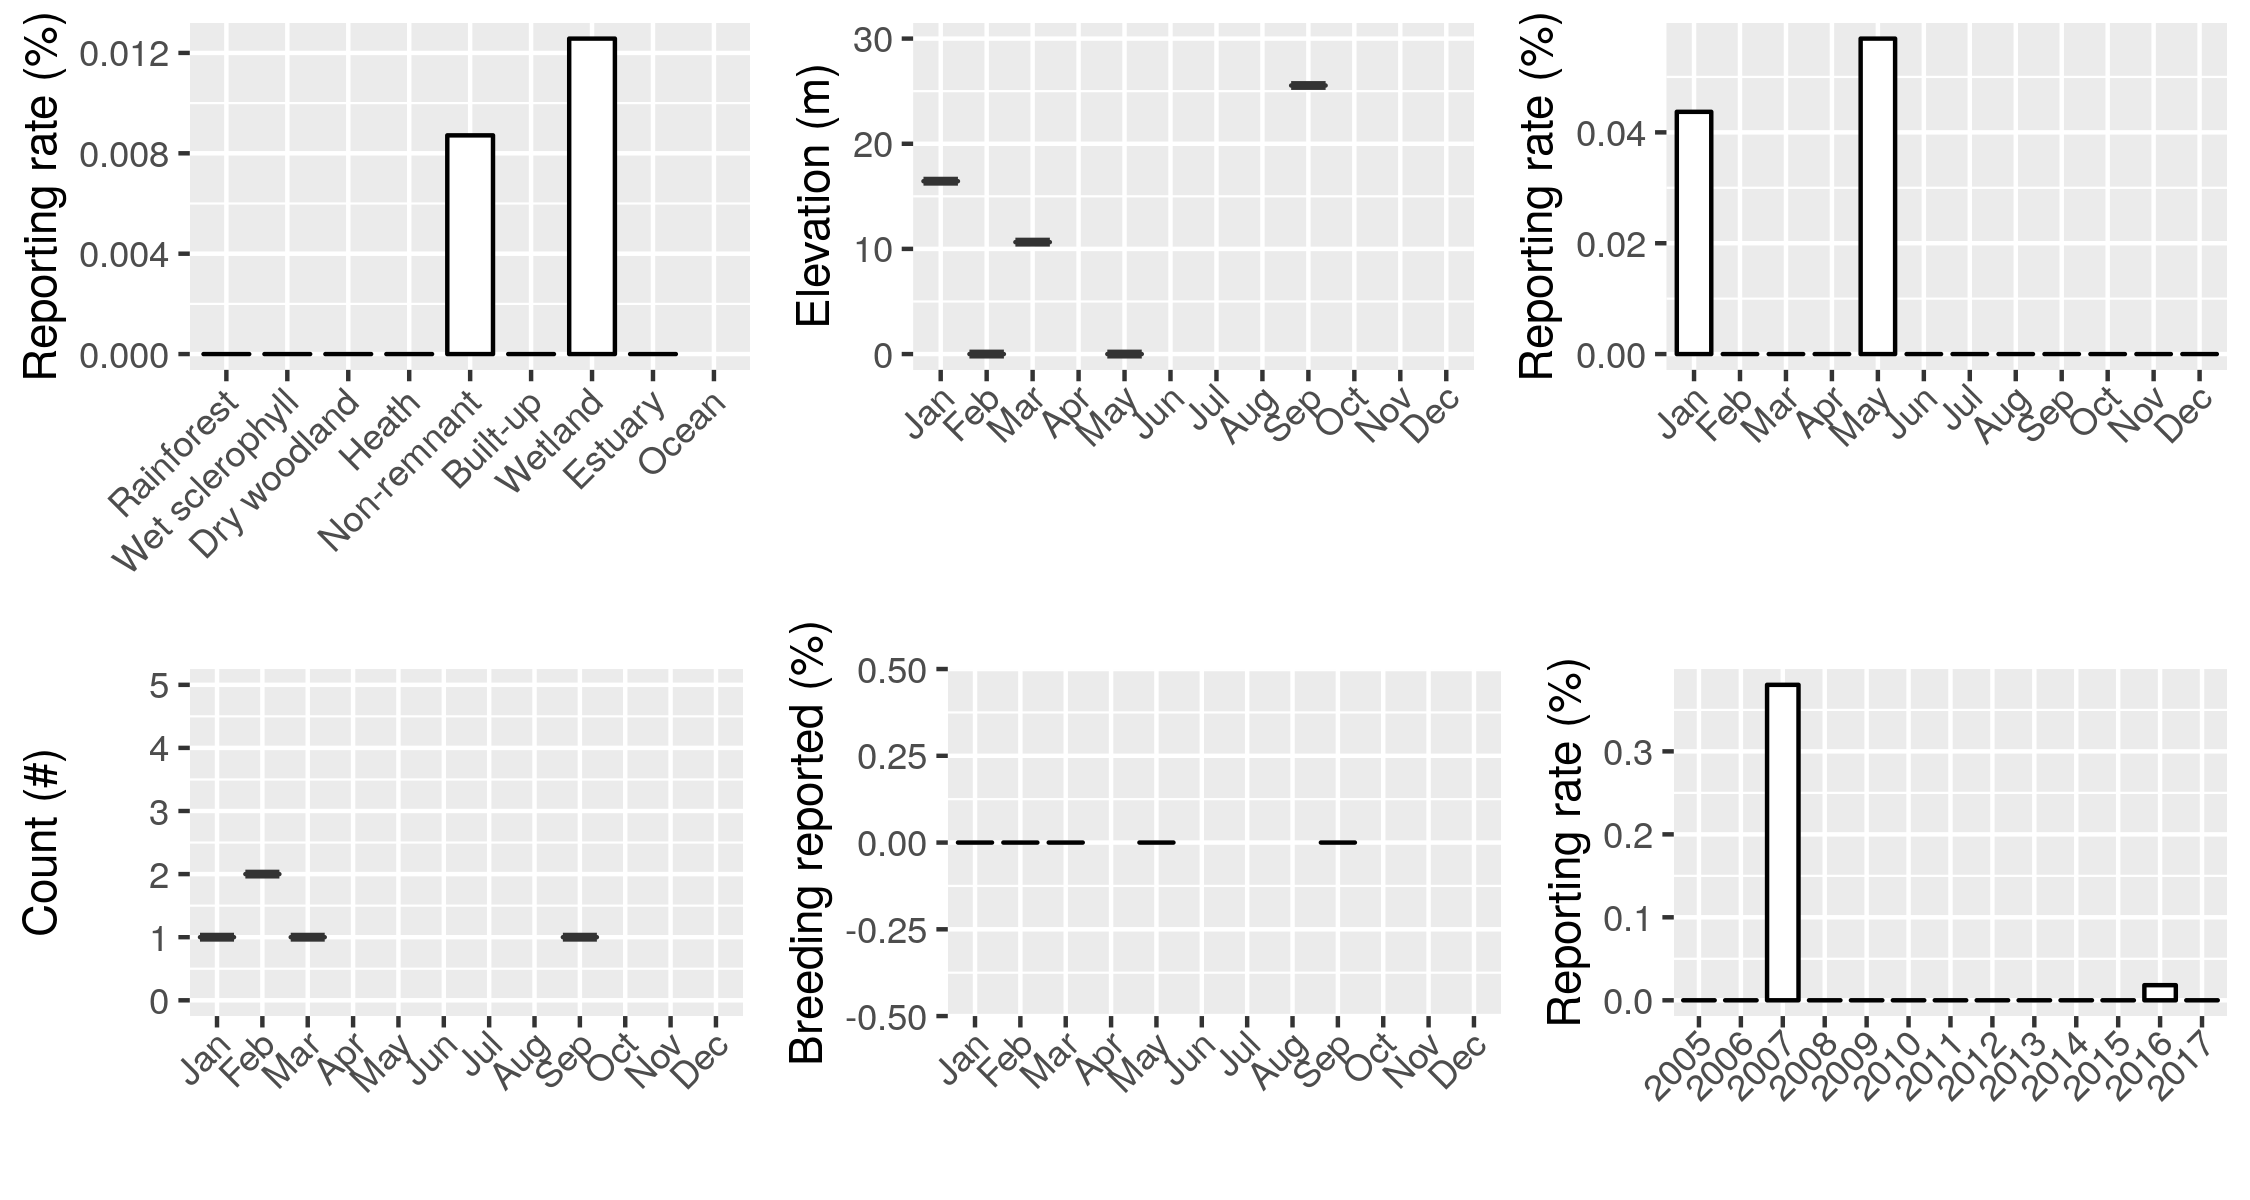 Reporting rate (%)
0.012
0.008
0.004
0.000
Rainforest
Wet sclerophyll
Dry woodland
Heath
Non-remnant
Built-up
Wetland
Estuary
Ocean
Elevation (m)
30
20
10
0
Jan
Feb
Mar
Apr
May
Jun
Jul
Aug
Sep
Oct
Nov
Dec
Reporting rate (%)
0.04
0.02
0.00
Jan
Feb
Mar
Apr
May
Jun
Jul
Aug
Sep
Oct
Nov
Dec
Count (#)
5
4
3
2
1
0
Jan
Feb
Mar
Apr
May
Jun
Jul
Aug
Sep
Oct
Nov
Dec
Breeding reported (%)
0.50
0.25
0.00
-0.25
-0.50
Jan
Feb
Mar
Apr
May
Jun
Jul
Aug
Sep
Oct
Nov
Dec
Reporting rate (%)
0.3
0.2
0.1
0.0
2005
2006
2007
2008
2009
2010
2011
2012
2013
2014
2015
2016
2017